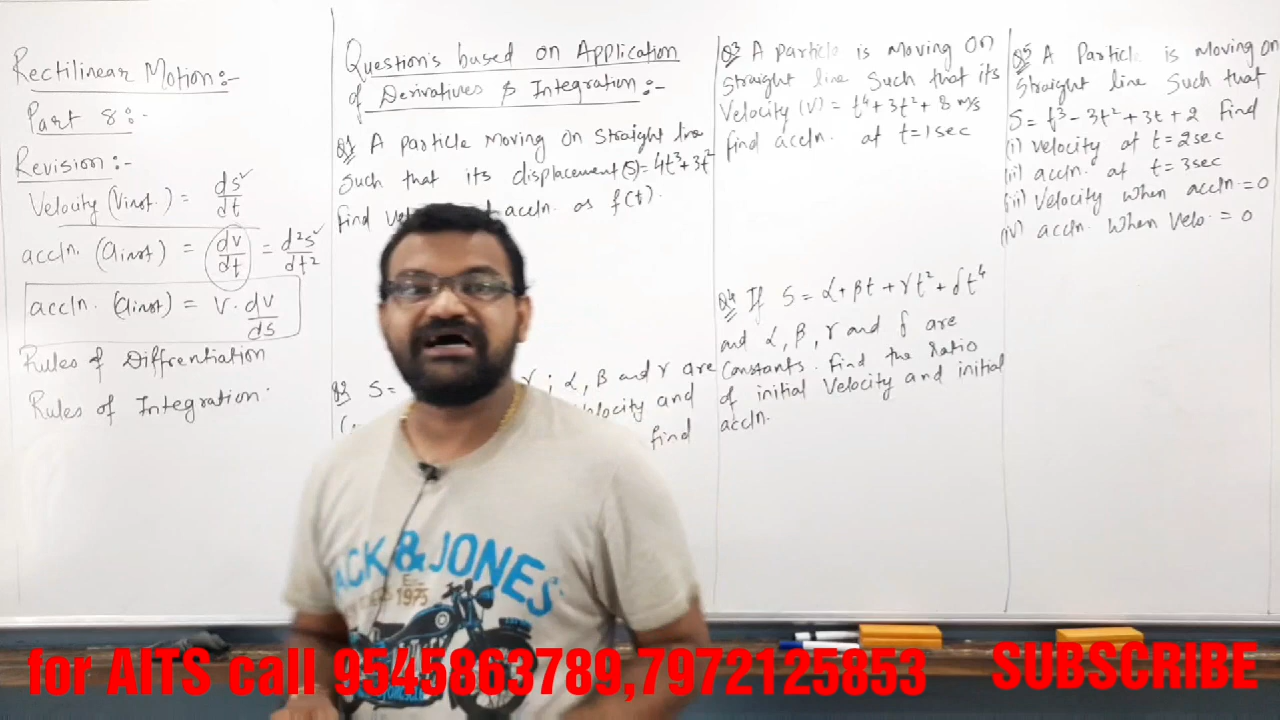 Rectilinear Motion:-
Part 8:-
Revision:-
Velocity (Vinst.) = ds/dt
accln. (ainst) = dv/dt = d²s/dt²
accln. (ainst) = V. dv/ds
Rules of Diffrentiation
Rules of Integration
Question's based on Application
of Derivatives & Integration:-
Q1 A particle Moving on Straight line
Such that its displacement (S) = 4t³+3t²
find accln. as f(t).
Q2 S= γ ; α, β and γ are
velocity and
find
Q3 A particle is Moving On
Straight line Such that its
Velocity (V) = t⁴+3t²+8 m/s
find accln. at t=1sec
Q4 If S = α+βt+γt²+δt⁴
and α, β, γ and δ are
Constants. Find the ratio
of initial Velocity and initial
accln.
Q5 A Particle is Moving on
Straight line Such that
S= t³-3t²+3t+2 Find
(i) velocity at t=2sec
(ii) accln. at t=3sec
(iii) Velocity when accln=0
(iv) accln. when Velo.=0
JACK & JONES
1975
for AITS call 9545863789,7972125853
SUBSCRIBE